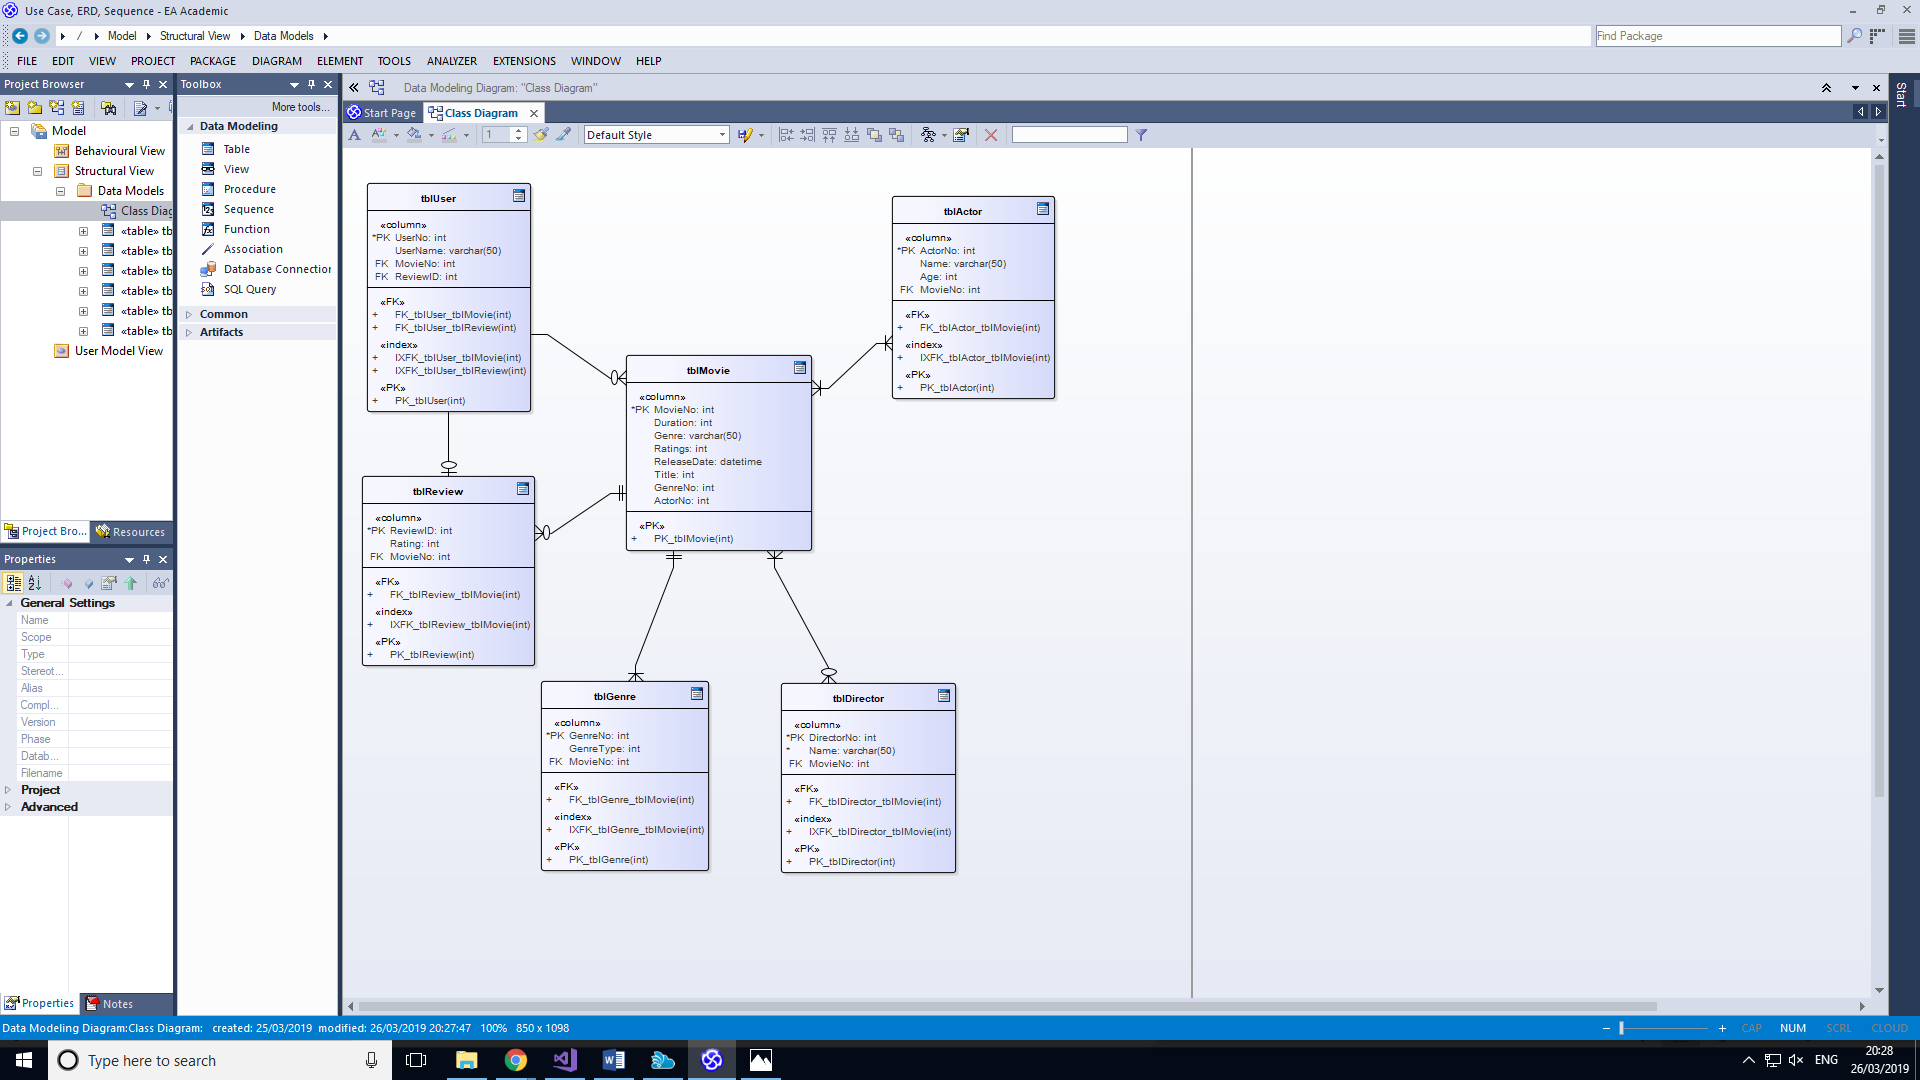 Use Case, ERD, Sequence - EA Academic
/ Model Structural View Data Models
Find Package
FILE EDIT VIEW PROJECT PACKAGE DIAGRAM ELEMENT TOOLS ANALYZER EXTENSIONS WINDOW HELP
Project Browser
Model
Behavioural View
Structural View
Data Models
Class Diag
«table» tb
«table» tb
«table» tb
«table» tb
«table» tb
«table» tb
User Model View
Project Bro... Resources
Properties
General Settings
Name
Scope
Type
Stereot...
Alias
Compl...
Version
Phase
Datab...
Filename
Project
Advanced
Properties Notes
Toolbox
More tools...
Data Modeling
Table
View
Procedure
Sequence
Function
Association
Database Connection
SQL Query
Common
Artifacts
Data Modeling Diagram: "Class Diagram"
Start Page Class Diagram
1 Default Style
tblUser
«column»
*PK UserNo: int
UserName: varchar(50)
FK MovieNo: int
FK ReviewID: int
«FK»
+ FK_tblUser_tblMovie(int)
+ FK_tblUser_tblReview(int)
«index»
+ IXFK_tblUser_tblMovie(int)
+ IXFK_tblUser_tblReview(int)
«PK»
+ PK_tblUser(int)
tblActor
«column»
*PK ActorNo: int
Name: varchar(50)
Age: int
FK MovieNo: int
«FK»
+ FK_tblActor_tblMovie(int)
«index»
+ IXFK_tblActor_tblMovie(int)
«PK»
+ PK_tblActor(int)
tblMovie
«column»
*PK MovieNo: int
Duration: int
Genre: varchar(50)
Ratings: int
ReleaseDate: datetime
Title: int
GenreNo: int
ActorNo: int
«PK»
+ PK_tblMovie(int)
tblReview
«column»
*PK ReviewID: int
Rating: int
FK MovieNo: int
«FK»
+ FK_tblReview_tblMovie(int)
«index»
+ IXFK_tblReview_tblMovie(int)
«PK»
+ PK_tblReview(int)
tblGenre
«column»
*PK GenreNo: int
GenreType: int
FK MovieNo: int
«FK»
+ FK_tblGenre_tblMovie(int)
«index»
+ IXFK_tblGenre_tblMovie(int)
«PK»
+ PK_tblGenre(int)
tblDirector
«column»
*PK DirectorNo: int
* Name: varchar(50)
FK MovieNo: int
«FK»
+ FK_tblDirector_tblMovie(int)
«index»
+ IXFK_tblDirector_tblMovie(int)
«PK»
+ PK_tblDirector(int)
Start
Data Modeling Diagram:Class Diagram: created: 25/03/2019 modified: 26/03/2019 20:27:47 100% 850 x 1098
CAP NUM SCRL CLOUD
Type here to search
ENG
20:28
26/03/2019